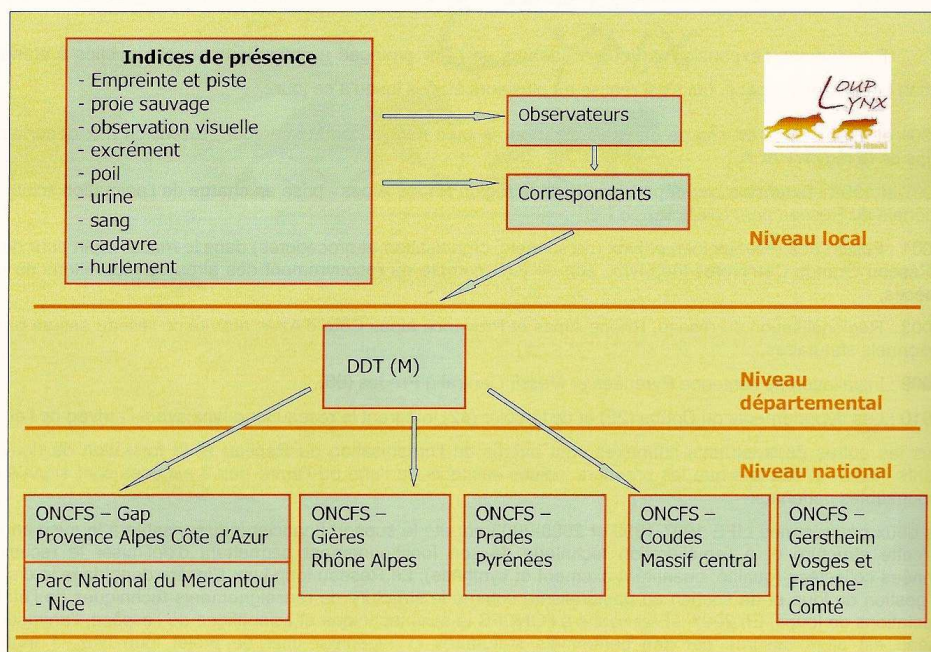 Indices de présence
- Empreinte et piste
- proie sauvage
- observation visuelle
- excrément
- poil
- urine
- sang
- cadavre
- hurlement
Observateurs
Correspondants
LOUP
LYNX
le réseau
Niveau local
DDT (M)
Niveau
départemental
Niveau national
ONCFS – Gap
Provence Alpes Côte d'Azur
Parc National du Mercantour
- Nice
ONCFS –
Gières
Rhône Alpes
ONCFS –
Prades
Pyrénées
ONCFS –
Coudes
Massif central
ONCFS –
Gerstheim
Vosges et
Franche-
Comté